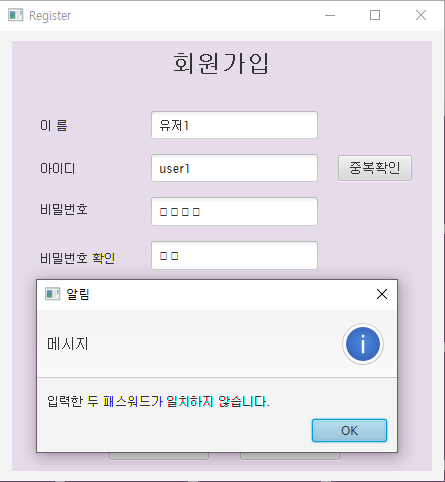 Register
회원가입
이 름 유저1
아이디 user1 중복확인
비밀번호
비밀번호 확인
알림
메시지
입력한 두 패스워드가 일치하지 않습니다.
OK